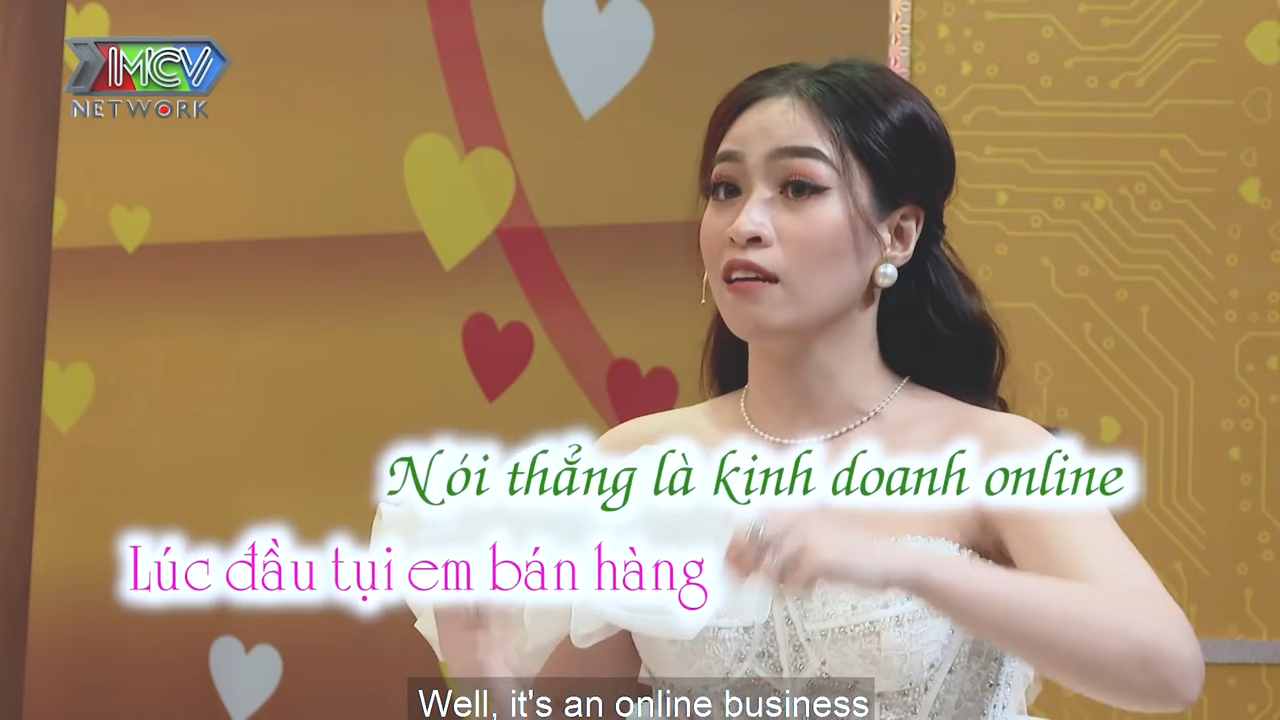 MCV
NETWORK
Nói thẳng là kinh doanh online
Lúc đầu tụi em bán hàng
Well, it's an online business